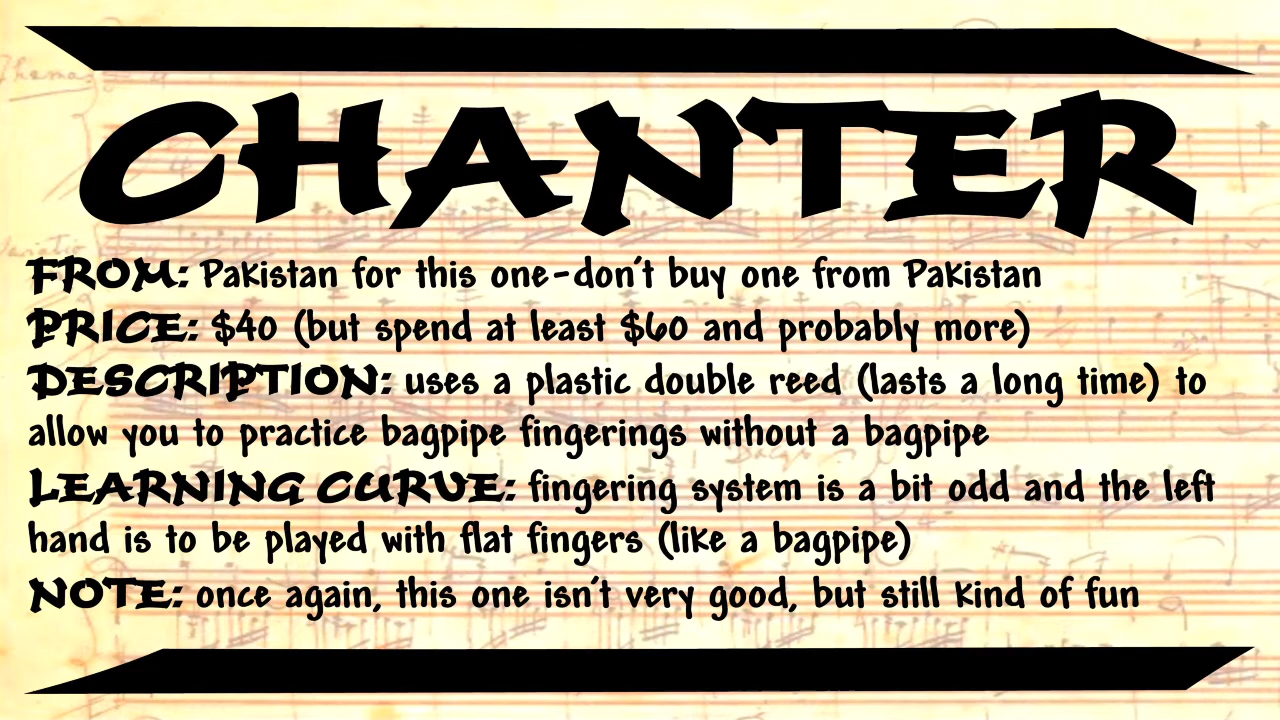 Thomas
CHANTER
FROM: Pakistan for this one-don't buy one from Pakistan
PRICE: $40 (but spend at least $60 and probably more)
DESCRIPTION: uses a plastic double reed (lasts a long time) to
allow you to practice bagpipe fingerings without a bagpipe
LEARNING CURVE: fingering system is a bit odd and the left
hand is to be played with flat fingers (like a bagpipe)
NOTE: once again, this one isn't very good, but still kind of fun